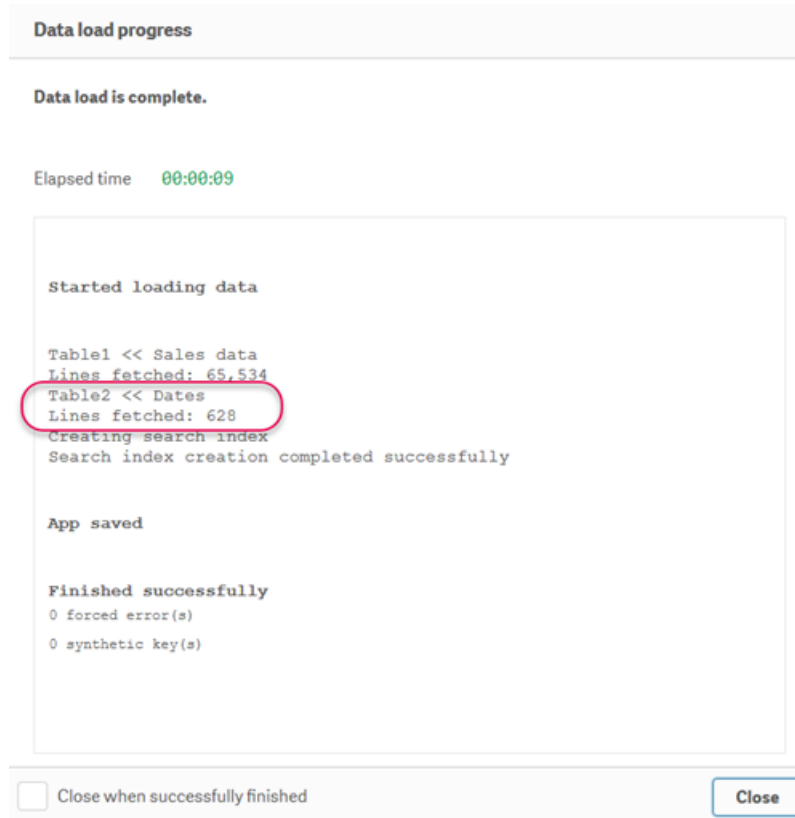 Data load progress
Data load is complete.
Elapsed time 00:00:09
Started loading data
Table1 << Sales data
Lines fetched: 65,534
Table2 << Dates
Lines fetched: 628
Creating search index
Search index creation completed successfully
App saved
Finished successfully
0 forced error(s)
0 synthetic key(s)
Close when successfully finished
Close